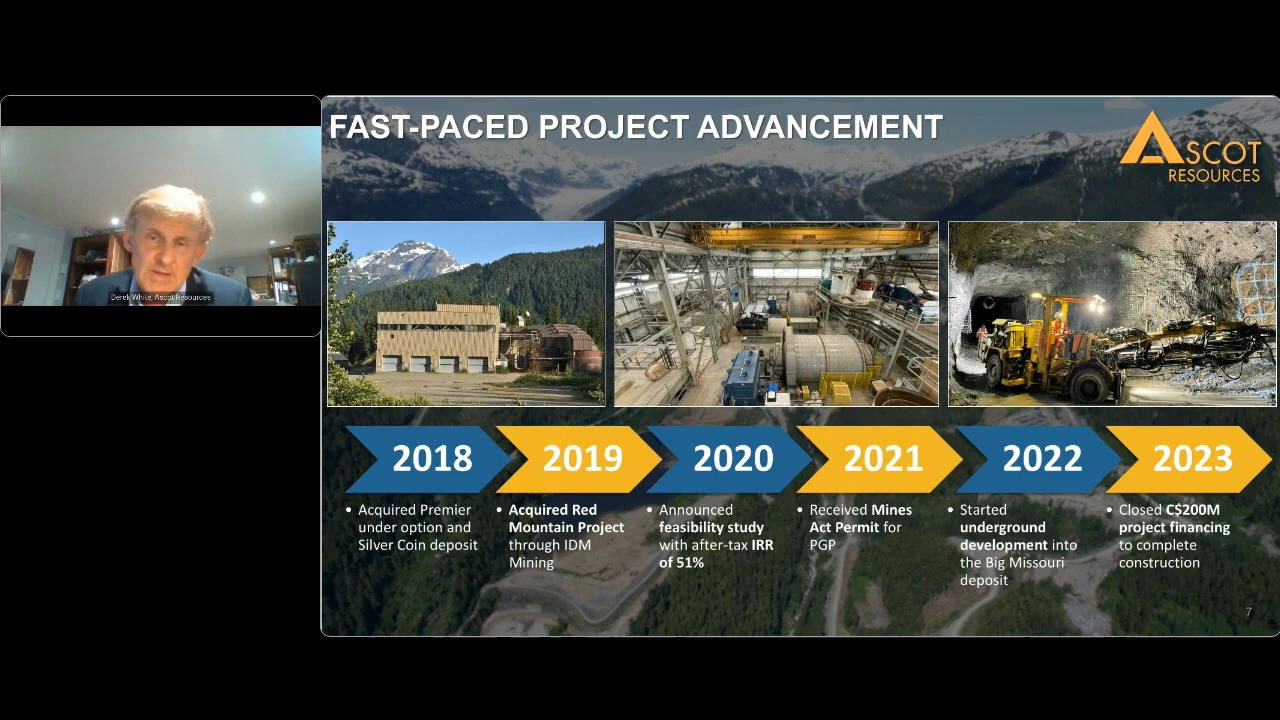 FAST-PACED PROJECT ADVANCEMENT
ASCOT
RESOURCES
Derek White, Ascot Resources
2018
2019
2020
2021
2022
2023
• Acquired Premier
under option and
Silver Coin deposit
• Acquired Red
Mountain Project
through IDM
Mining
• Announced
feasibility study
with after-tax IRR
of 51%
• Received Mines
Act Permit for
PGP
• Started
underground
development into
the Big Missouri
deposit
• Closed C$200M
project financing
to complete
construction
7